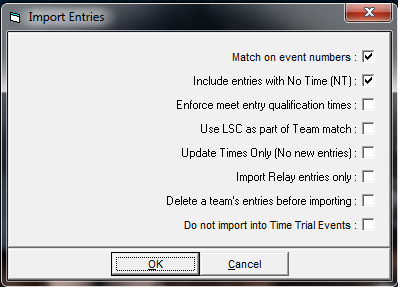 Import Entries
Match on event numbers :
Include entries with No Time (NT) :
Enforce meet entry qualification times :
Use LSC as part of Team match :
Update Times Only (No new entries) :
Import Relay entries only :
Delete a team's entries before importing :
Do not import into Time Trial Events :
OK Cancel